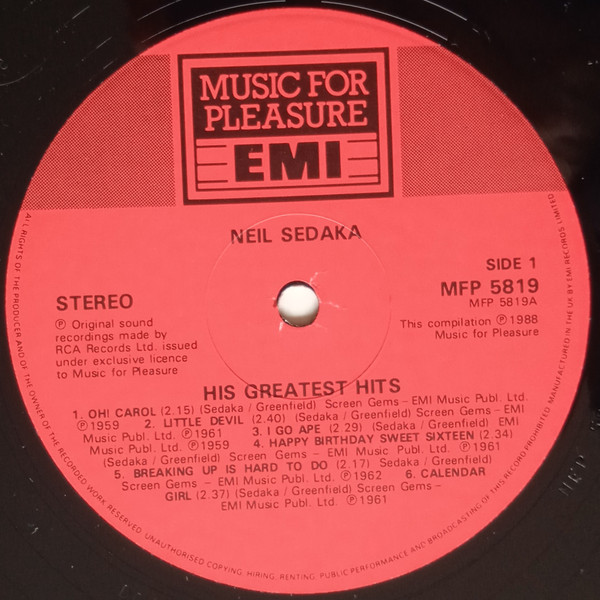 MUSIC FOR
PLEASURE
EMI
NEIL SEDAKA
SIDE 1
STEREO
MFP 5819
MFP 5819A
℗ Original sound
recordings made by
RCA Records Ltd. issued
under exclusive licence
to Music for Pleasure
This compilation ℗ 1988
Music for Pleasure
HIS GREATEST HITS
1. OH! CAROL (2.15) (Sedaka / Greenfield) Screen Gems – EMI Music Publ. Ltd.
℗1959 2. LITTLE DEVIL (2.40) (Sedaka / Greenfield) Screen Gems – EMI
Music Publ. Ltd. ℗1961 3. I GO APE (2.29) (Sedaka / Greenfield) Screen Gems – EMI
Music Publ. Ltd. ℗1959 4. HAPPY BIRTHDAY SWEET SIXTEEN (2.34)
(Sedaka / Greenfield) Screen Gems – EMI Music Publ. Ltd. ℗1961
5. BREAKING UP IS HARD TO DO (2.17) (Sedaka / Greenfield)
Screen Gems – EMI Music Publ. Ltd. ℗1962 6. CALENDAR
GIRL (2.37) (Sedaka / Greenfield) Screen Gems –
EMI Music Publ. Ltd. ℗1961
ALL RIGHTS OF THE PRODUCER AND OF THE OWNER OF THE RECORDED WORK RESERVED. UNAUTHORISED COPYING, HIRING, RENTING, PUBLIC PERFORMANCE AND BROADCASTING OF THIS RECORD PROHIBITED. MANUFACTURED IN THE UK BY EMI RECORDS LIMITED